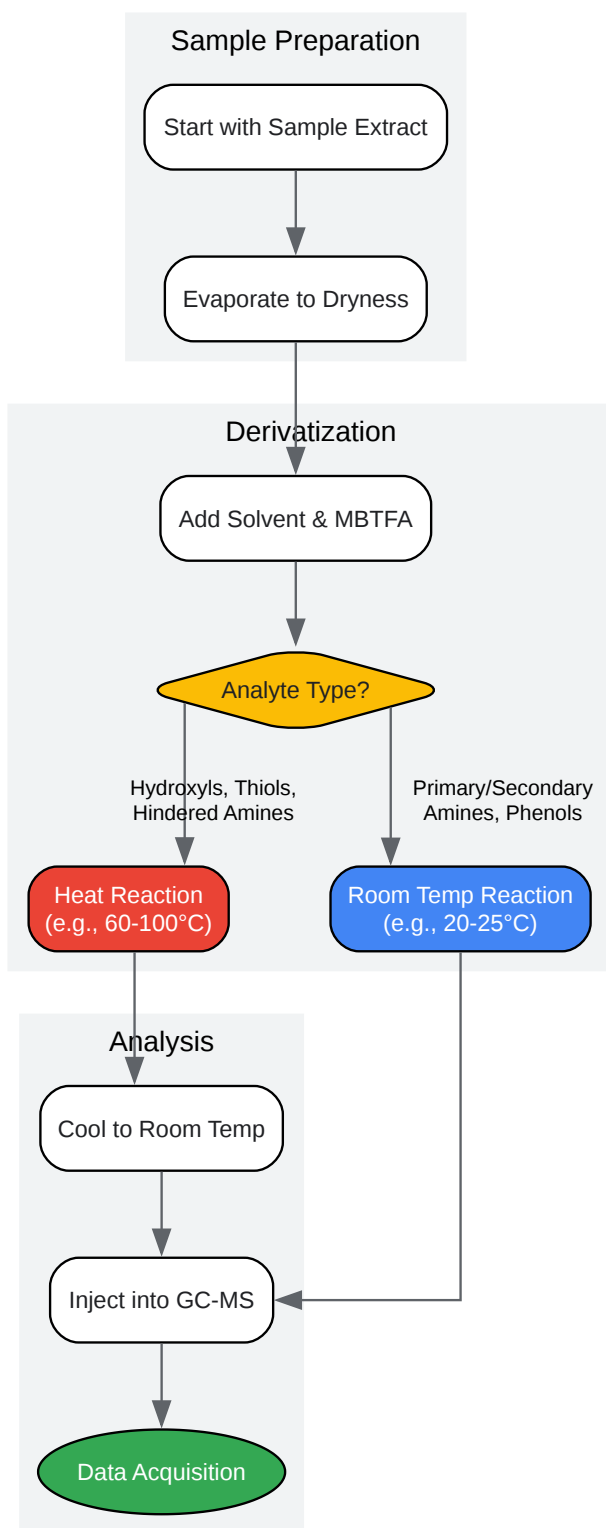 Sample Preparation
Start with Sample Extract
Evaporate to Dryness
Derivatization
Add Solvent & MBTFA
Analyte Type?
Hydroxyls, Thiols,
Hindered Amines
Primary/Secondary
Amines, Phenols
Heat Reaction
(e.g., 60-100°C)
Room Temp Reaction
(e.g., 20-25°C)
Analysis
Cool to Room Temp
Inject into GC-MS
Data Acquisition